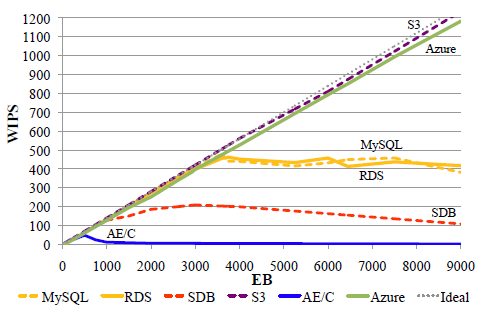 1200
1100
1000
900
800
700
600
500
400
300
200
100
0
WIPS
S3
Azure
MySQL
RDS
SDB
AE/C
0 1000 2000 3000 4000 5000 6000 7000 8000 9000
EB
MySQL RDS SDB S3 AE/C Azure Ideal